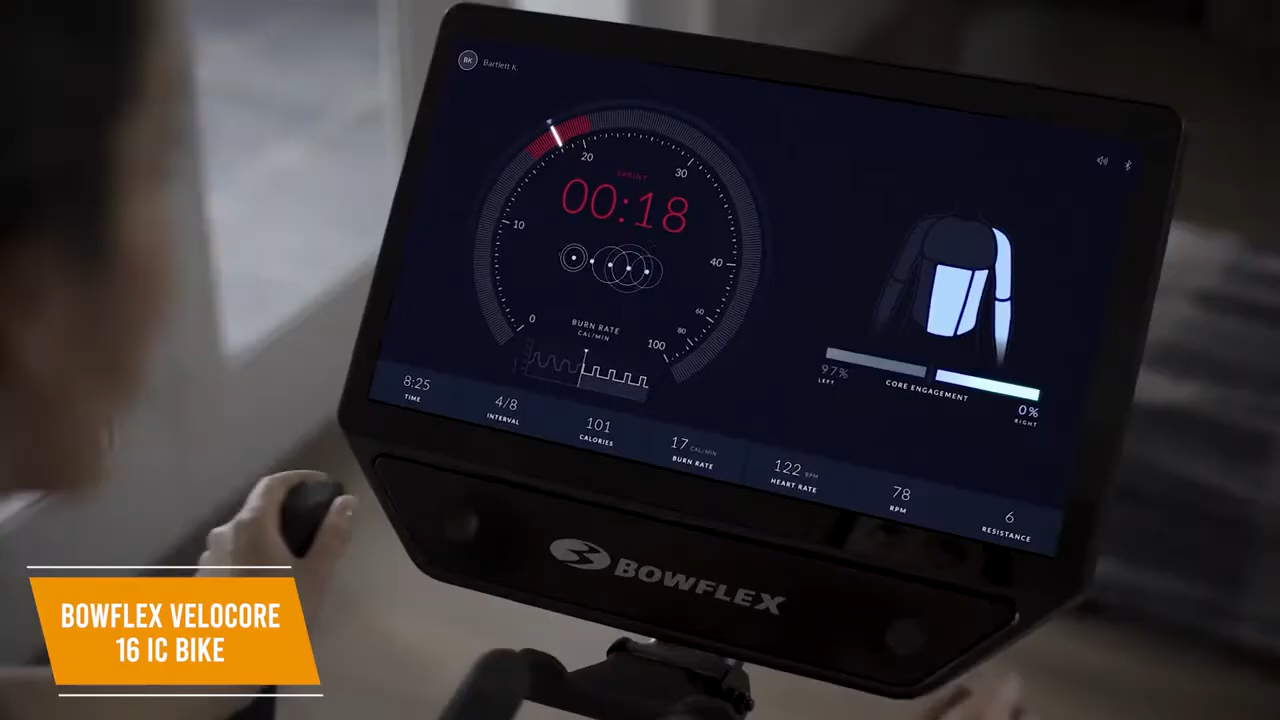 BK Bartlett K.
SPRINT
00:18
0
10
20
30
40
60
80
100
BURN RATE
CAL/MIN
97%
LEFT
CORE ENGAGEMENT
0%
RIGHT
8:25
TIME
4/8
INTERVAL
101
CALORIES
17 CAL/MIN
BURN RATE
122 BPM
HEART RATE
78
RPM
6
RESISTANCE
BOWFLEX
BOWFLEX VELOCORE
16 IC BIKE